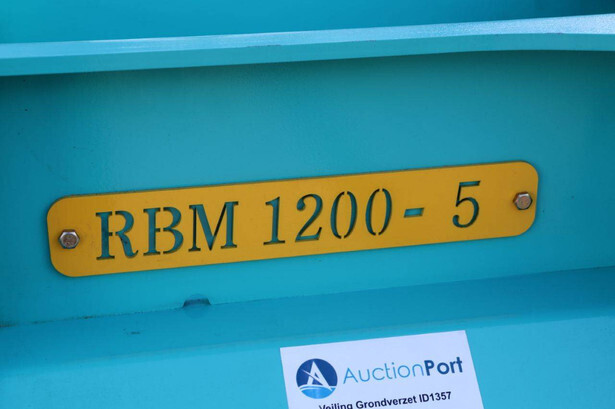 RBM 1200 - 5
AuctionPort
Veiling Grondverzet ID1357